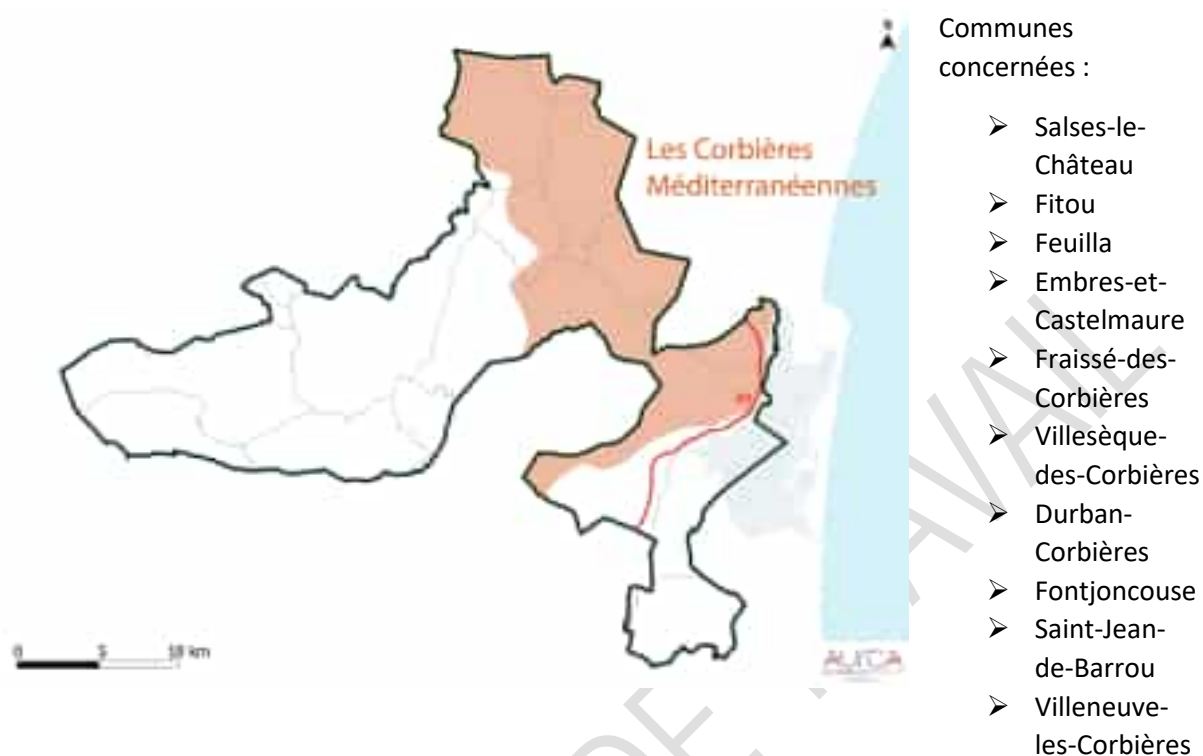 N
Communes
concernées :
➢ Salses-le-
Château
➢ Fitou
➢ Feuilla
➢ Embres-et-
Castelmaure
➢ Fraissé-des-
Corbières
➢ Villesèque-
des-Corbières
➢ Durban-
Corbières
➢ Fontjoncouse
➢ Saint-Jean-
de-Barrou
➢ Villeneuve-
les-Corbières
Les Corbières
Méditerranéennes
0 5 10 km
AURCA